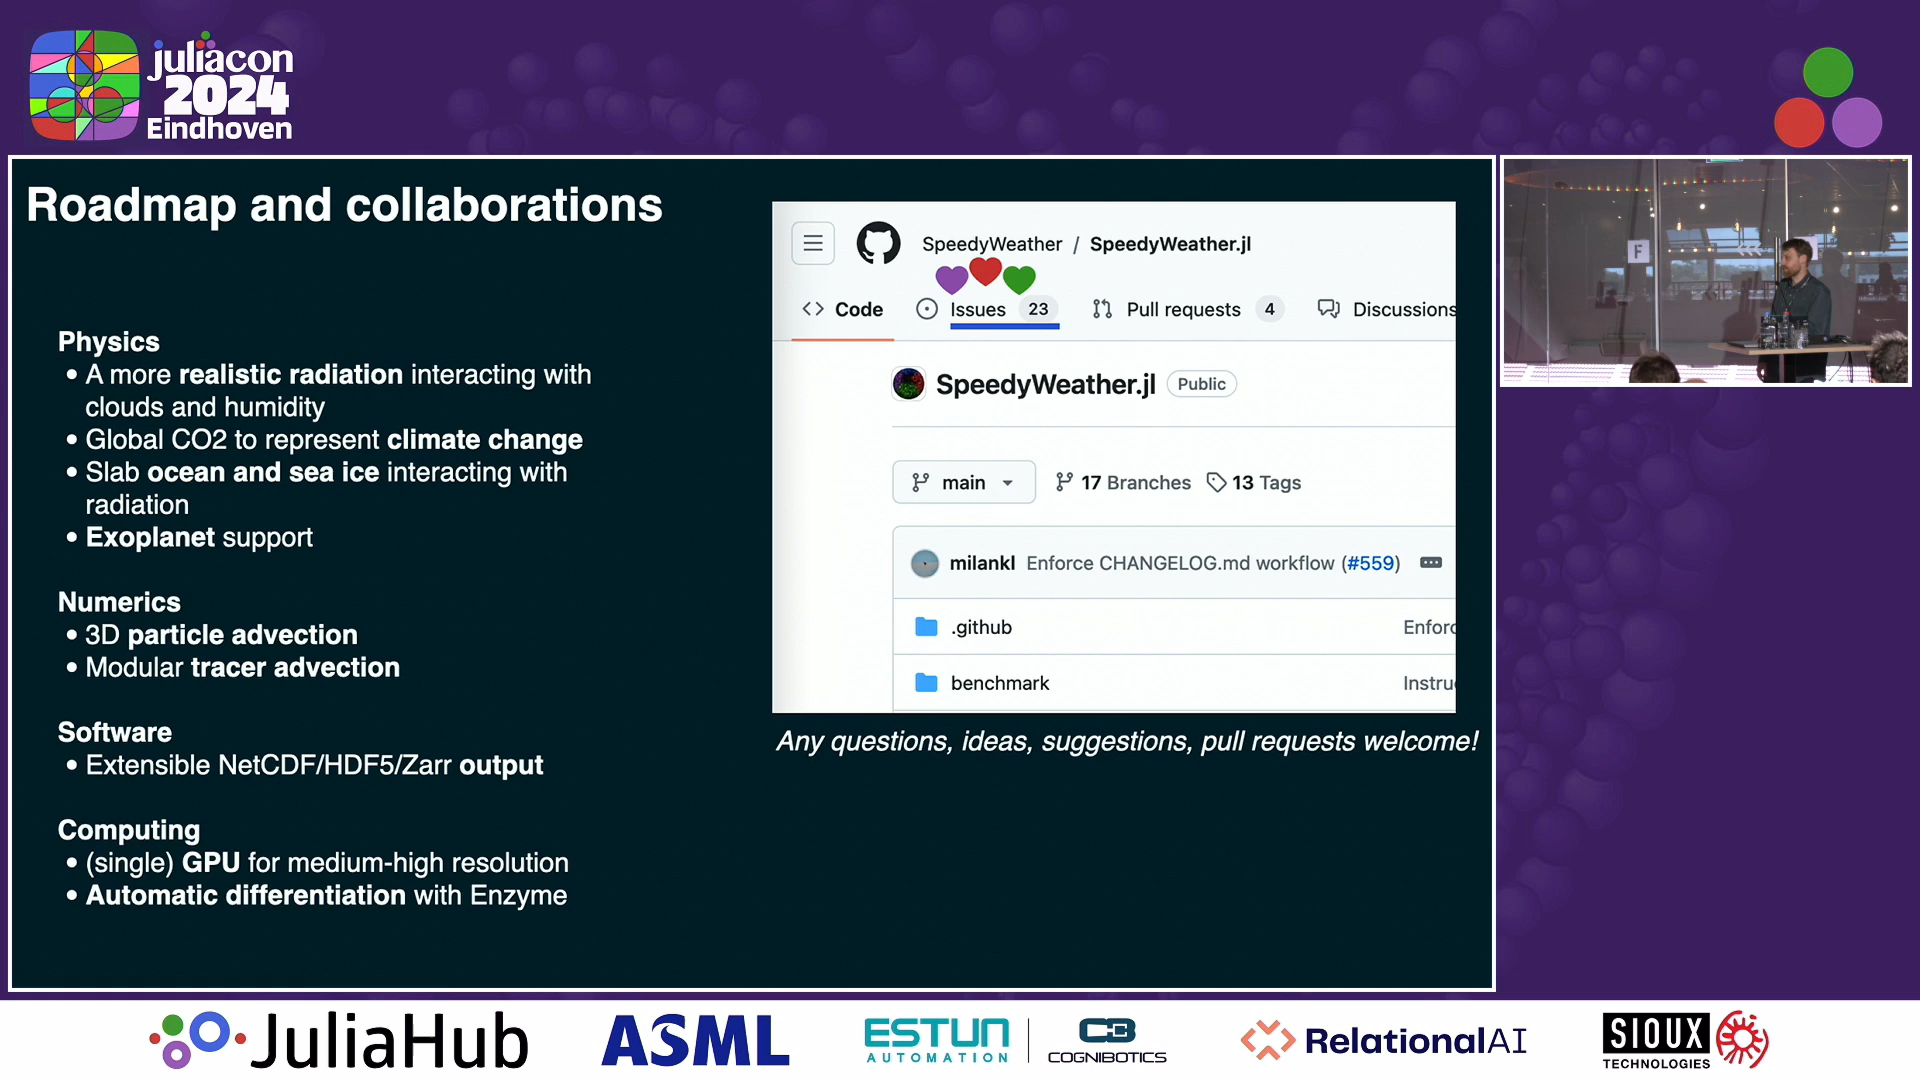 juliacon
2024
Eindhoven
Roadmap and collaborations
Physics
• A more realistic radiation interacting with
clouds and humidity
• Global CO2 to represent climate change
• Slab ocean and sea ice interacting with
radiation
• Exoplanet support
Numerics
• 3D particle advection
• Modular tracer advection
Software
• Extensible NetCDF/HDF5/Zarr output
Computing
• (single) GPU for medium-high resolution
• Automatic differentiation with Enzyme
SpeedyWeather / SpeedyWeather.jl
Code Issues 23 Pull requests 4 Discussions
SpeedyWeather.jl Public
main 17 Branches 13 Tags
milankl Enforce CHANGELOG.md workflow (#559)
.github Enforc
benchmark Instru
Any questions, ideas, suggestions, pull requests welcome!
F
JuliaHub
ASML
ESTUN
AUTOMATION
COGNIBOTICS
RelationalAI
SIOUX
TECHNOLOGIES